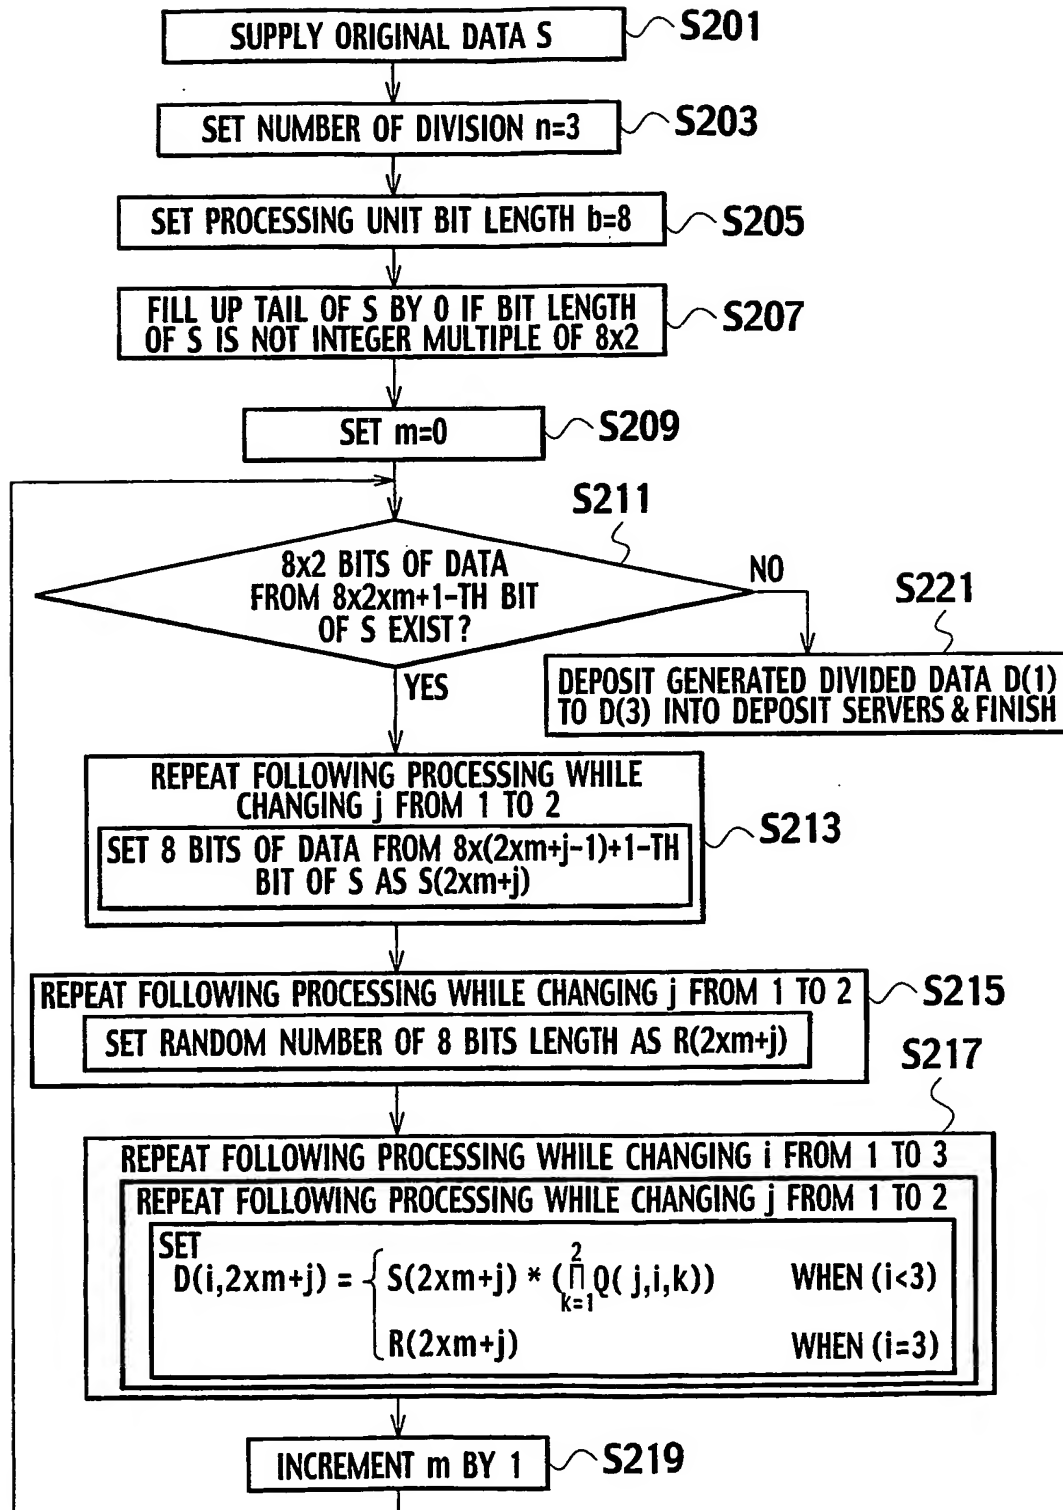 SUPPLY ORIGINAL DATA S
S201
SET NUMBER OF DIVISION n=3
S203
SET PROCESSING UNIT BIT LENGTH b=8
S205
FILL UP TAIL OF S BY 0 IF BIT LENGTH
OF S IS NOT INTEGER MULTIPLE OF 8x2
S207
SET m=0
S209
S211
8x2 BITS OF DATA
FROM 8x2xm+1-TH BIT
OF S EXIST?
NO
YES
S221
DEPOSIT GENERATED DIVIDED DATA D(1)
TO D(3) INTO DEPOSIT SERVERS & FINISH
REPEAT FOLLOWING PROCESSING WHILE
CHANGING j FROM 1 TO 2
S213
SET 8 BITS OF DATA FROM 8x(2xm+j-1)+1-TH
BIT OF S AS S(2xm+j)
REPEAT FOLLOWING PROCESSING WHILE CHANGING j FROM 1 TO 2
S215
SET RANDOM NUMBER OF 8 BITS LENGTH AS R(2xm+j)
S217
REPEAT FOLLOWING PROCESSING WHILE CHANGING i FROM 1 TO 3
REPEAT FOLLOWING PROCESSING WHILE CHANGING j FROM 1 TO 2
SET
D(i,2xm+j) = { S(2xm+j) * (∏_{k=1}^{2} Q(j,i,k)) WHEN (i<3)
R(2xm+j) WHEN (i=3)
INCREMENT m BY 1
S219